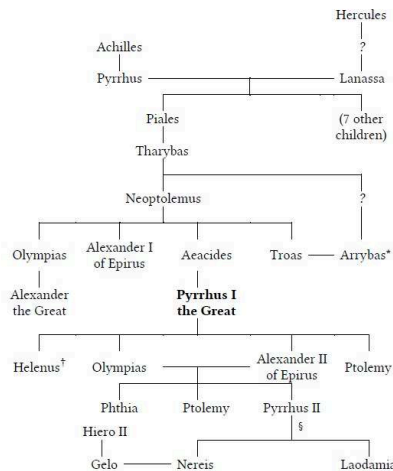 Hercules
Achilles
?
Pyrrhus
Lanassa
Piales
(7 other
children)
Tharybas
Neoptolemus
?
Olympias
Alexander I
of Epirus
Aeacides
Troas
Arrybas*
Alexander
the Great
Pyrrhus I
the Great
Helenus†
Olympias
Alexander II
of Epirus
Ptolemy
Phthia
Ptolemy
Pyrrhus II
Hiero II
§
Gelo
Nereis
Laodamia